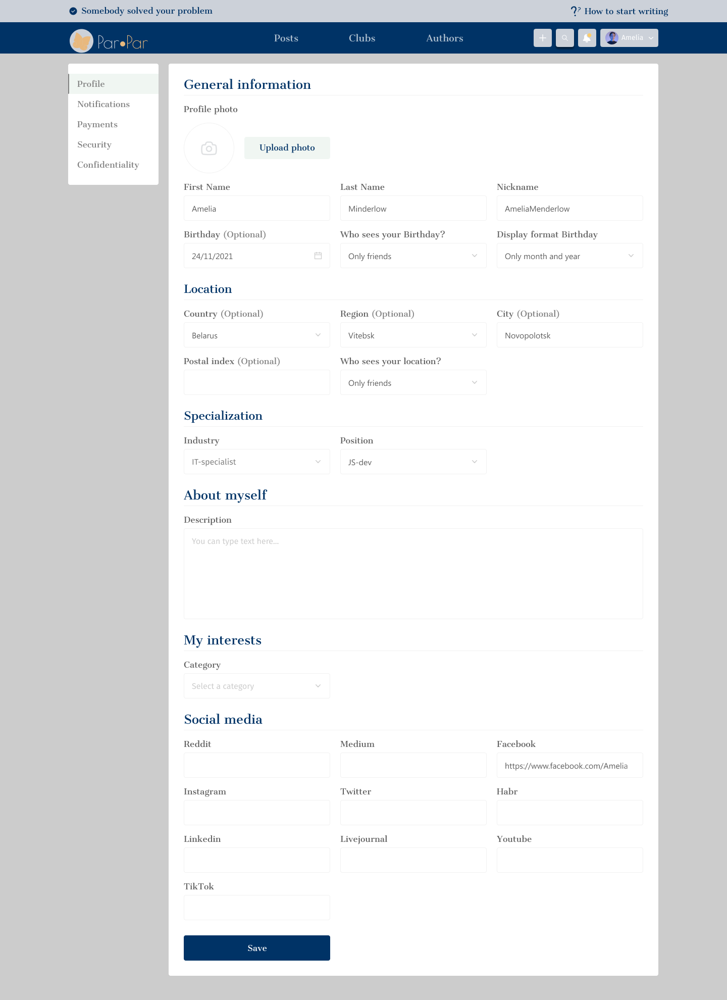 Somebody solved your problem
?? How to start writing
Par•Par
Posts
Clubs
Authors
Amelia
Profile
Notifications
Payments
Security
Confidentiality
General information
Profile photo
Upload photo
First Name
Last Name
Nickname
Amelia
Minderlow
AmeliaMenderlow
Birthday (Optional)
Who sees your Birthday?
Display format Birthday
24/11/2021
Only friends
Only month and year
Location
Country (Optional)
Region (Optional)
City (Optional)
Belarus
Vitebsk
Novopolotsk
Postal index (Optional)
Who sees your location?
Only friends
Specialization
Industry
Position
IT-specialist
JS-dev
About myself
Description
You can type text here...
My interests
Category
Select a category
Social media
Reddit
Medium
Facebook
https://www.facebook.com/Amelia
Instagram
Twitter
Habr
Linkedin
Livejournal
Youtube
TikTok
Save